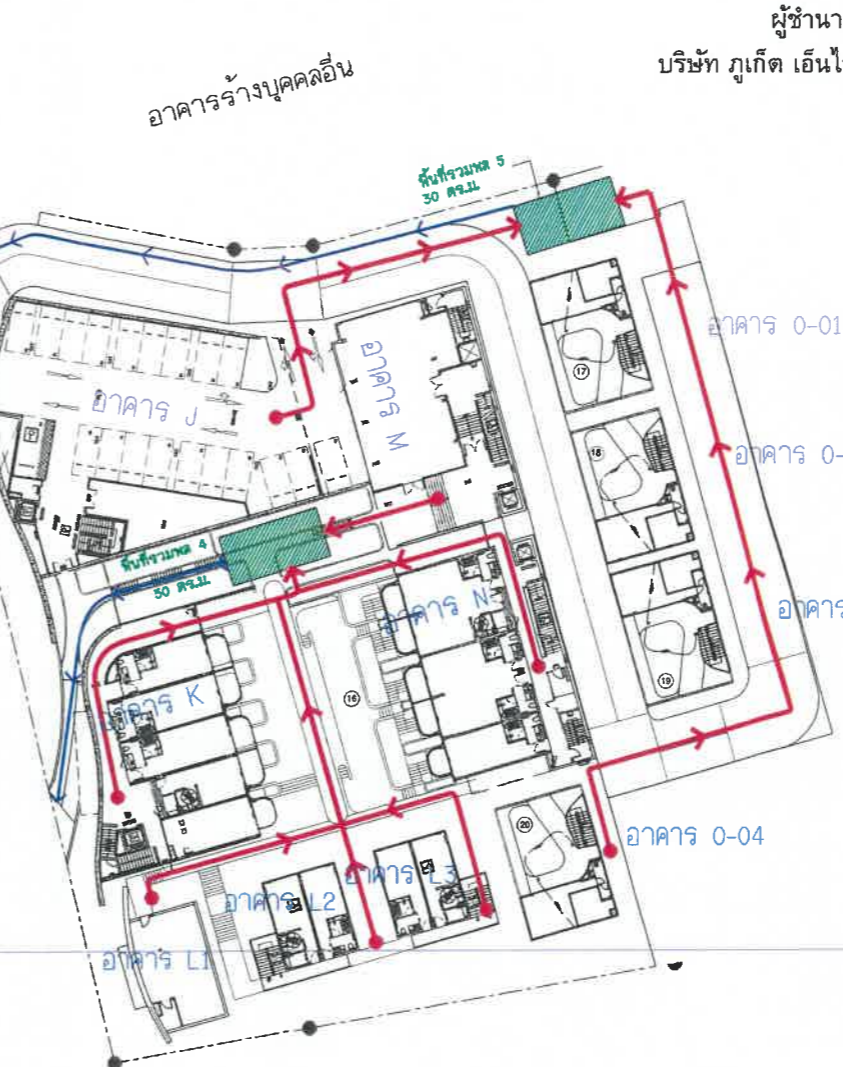 ผู้ชำนา
บริษัท ภูเก็ต เอ็นไ
อาคารร้างบุคคลอื่น
พื้นที่รวมพล 5
30 ตร.ม.
อาคาร O-01
17
อาคาร J
อาคาร M
18
อาคาร O-
พื้นที่รวมพล 4
50 ตร.ม.
อาคาร N
อาคาร
19
16
อาคาร K
20
อาคาร O-04
อาคาร L3
อาคาร L2
อาคาร L1